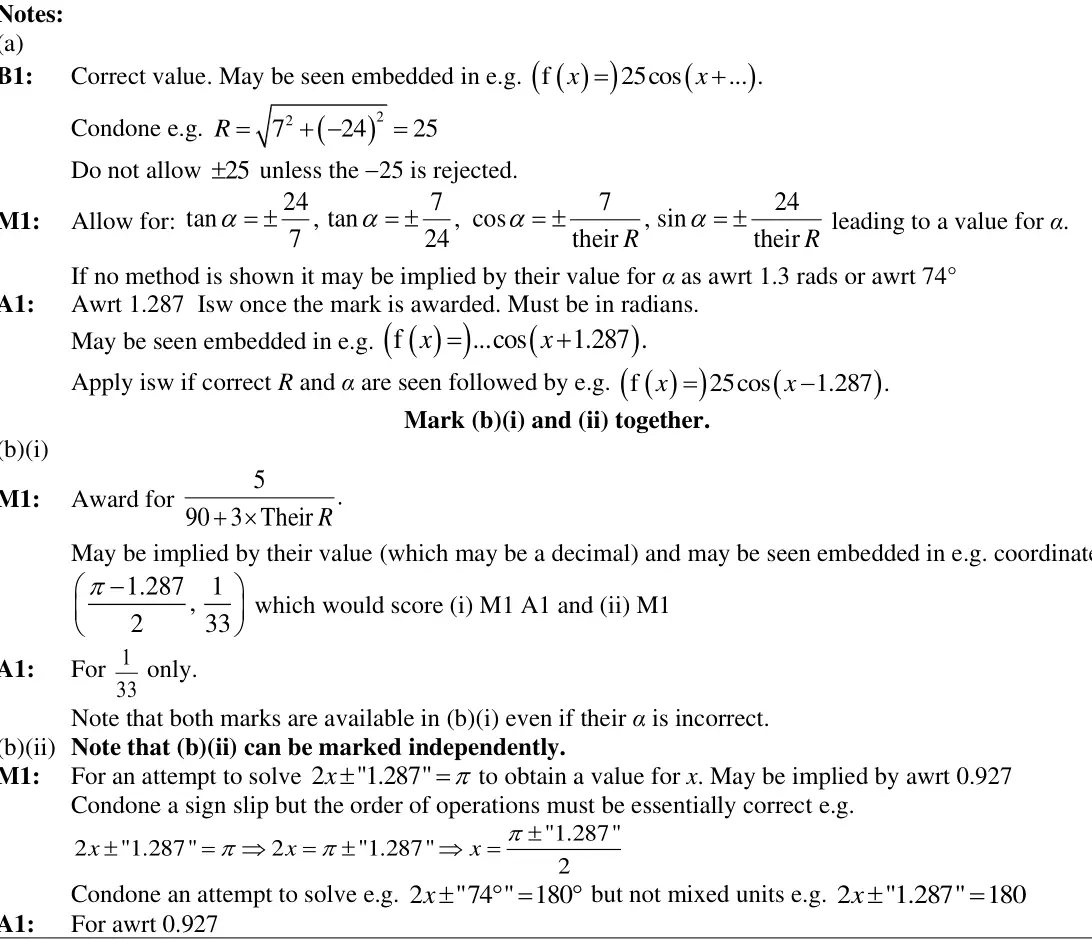 Notes:
(a)
B1: Correct value. May be seen embedded in e.g. (f(x)=)25cos(x+...).
Condone e.g. R = √(7² + (−24)²) = 25
Do not allow ±25 unless the −25 is rejected.
M1: Allow for: tan α = ± 24/7, tan α = ± 7/24, cos α = ± 7/their R, sin α = ± 24/their R leading to a value for α.
If no method is shown it may be implied by their value for α as awrt 1.3 rads or awrt 74°
A1: Awrt 1.287 Isw once the mark is awarded. Must be in radians.
May be seen embedded in e.g. (f(x)=)...cos(x+1.287).
Apply isw if correct R and α are seen followed by e.g. (f(x)=)25cos(x−1.287).
Mark (b)(i) and (ii) together.
(b)(i)
M1: Award for 5/(90+3×Their R).
May be implied by their value (which may be a decimal) and may be seen embedded in e.g. coordinate
((π−1.287)/2, 1/33) which would score (i) M1 A1 and (ii) M1
A1: For 1/33 only.
Note that both marks are available in (b)(i) even if their α is incorrect.
(b)(ii) Note that (b)(ii) can be marked independently.
M1: For an attempt to solve 2x±"1.287"=π to obtain a value for x. May be implied by awrt 0.927
Condone a sign slip but the order of operations must be essentially correct e.g.
2x±"1.287"=π ⇒ 2x=π±"1.287" ⇒ x = (π±"1.287")/2
Condone an attempt to solve e.g. 2x±"74°"=180° but not mixed units e.g. 2x±"1.287"=180
A1: For awrt 0.927